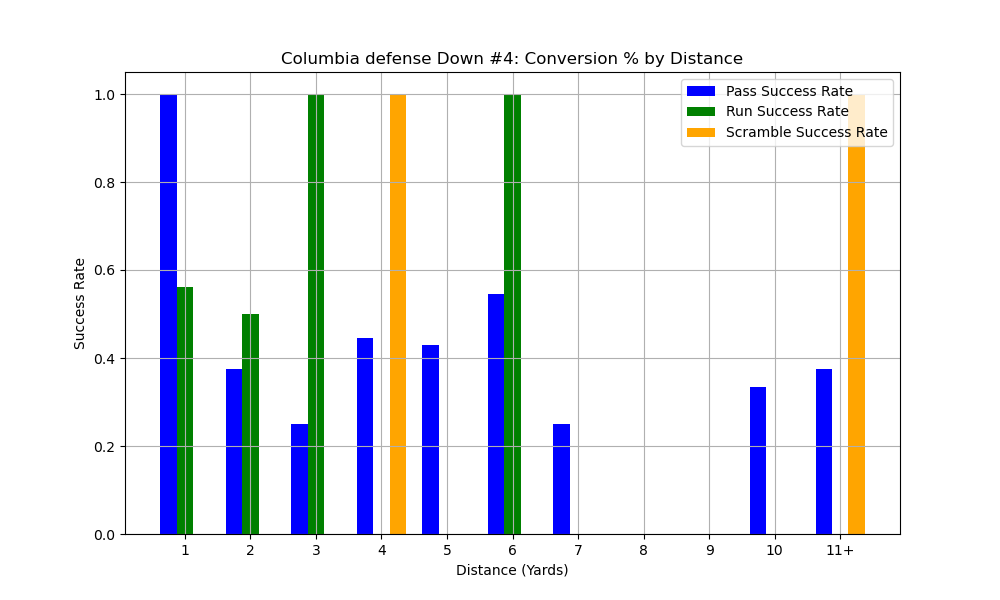 Columbia defense Down #4: Conversion % by Distance
Pass Success Rate
Run Success Rate
Scramble Success Rate
Success Rate
1.0
0.8
0.6
0.4
0.2
0.0
1 2 3 4 5 6 7 8 9 10 11+
Distance (Yards)